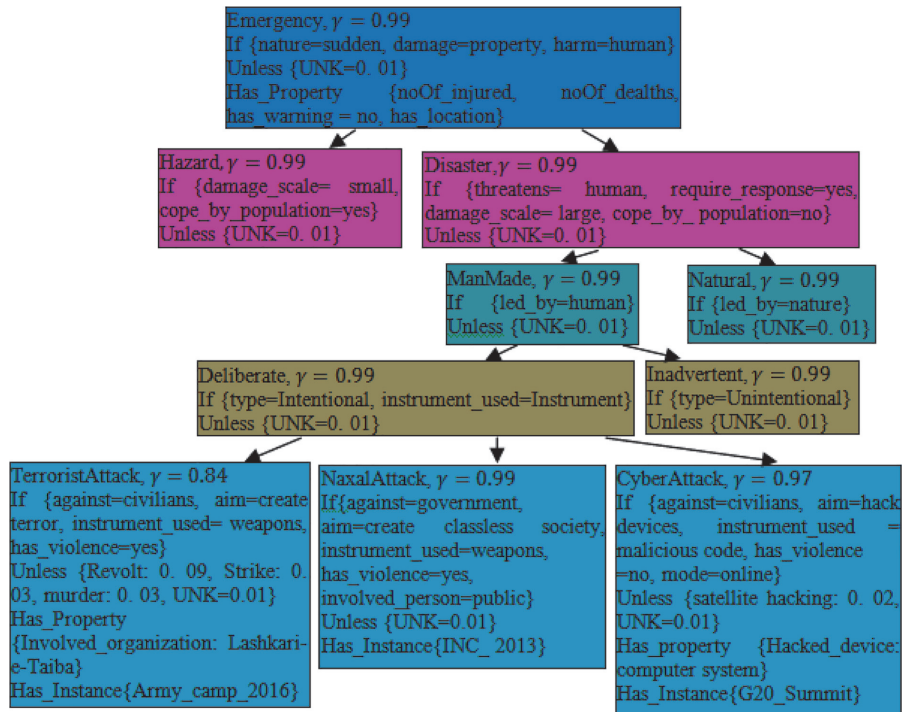 Emergency, γ = 0.99
If {nature=sudden, damage=property, harm=human}
Unless {UNK=0. 01}
Has_Property {noOf_injured, noOf_dealths,
has_warning = no, has_location}
Hazard, γ = 0.99
If {damage_scale= small,
cope_by_population=yes}
Unless {UNK=0. 01}
Disaster, γ = 0.99
If {threatens= human, require_response=yes,
damage_scale= large, cope_by_ population=no}
Unless {UNK=0. 01}
ManMade, γ = 0.99
If {led_by=human}
Unless {UNK=0. 01}
Natural, γ = 0.99
If {led_by=nature}
Unless {UNK=0. 01}
Deliberate, γ = 0.99
If {type=Intentional, instrument_used=Instrument}
Unless {UNK=0. 01}
Inadvertent, γ = 0.99
If {type=Unintentional}
Unless {UNK=0. 01}
TerroristAttack, γ = 0.84
If {against=civilians, aim=create
terror, instrument_used= weapons,
has_violence=yes}
Unless {Revolt: 0. 09, Strike: 0.
03, murder: 0. 03, UNK=0.01}
Has_Property
{Involved_organization: Lashkari-
e-Taiba}
Has_Instance{Army_camp_2016}
NaxalAttack, γ = 0.99
If{against=government,
aim=create classless society,
instrument_used=weapons,
has_violence=yes,
involved_person=public}
Unless {UNK=0.01}
Has_Instance{INC_ 2013}
CyberAttack, γ = 0.97
If {against=civilians, aim=hack
devices, instrument_used =
malicious code, has_violence
=no, mode=online}
Unless {satellite hacking: 0. 02,
UNK=0.01}
Has_property {Hacked_device:
computer system}
Has_Instance{G20_Summit}